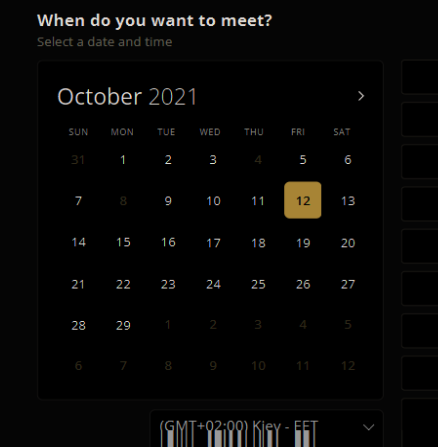 When do you want to meet?
Select a date and time
October 2021
SUN MON TUE WED THU FRI SAT
31 1 2 3 4 5 6
7 8 9 10 11 12 13
14 15 16 17 18 19 20
21 22 23 24 25 26 27
28 29 1 2 3 4 5
6 7 8 9 10 11 12
(GMT+02:00) Kiev - EET